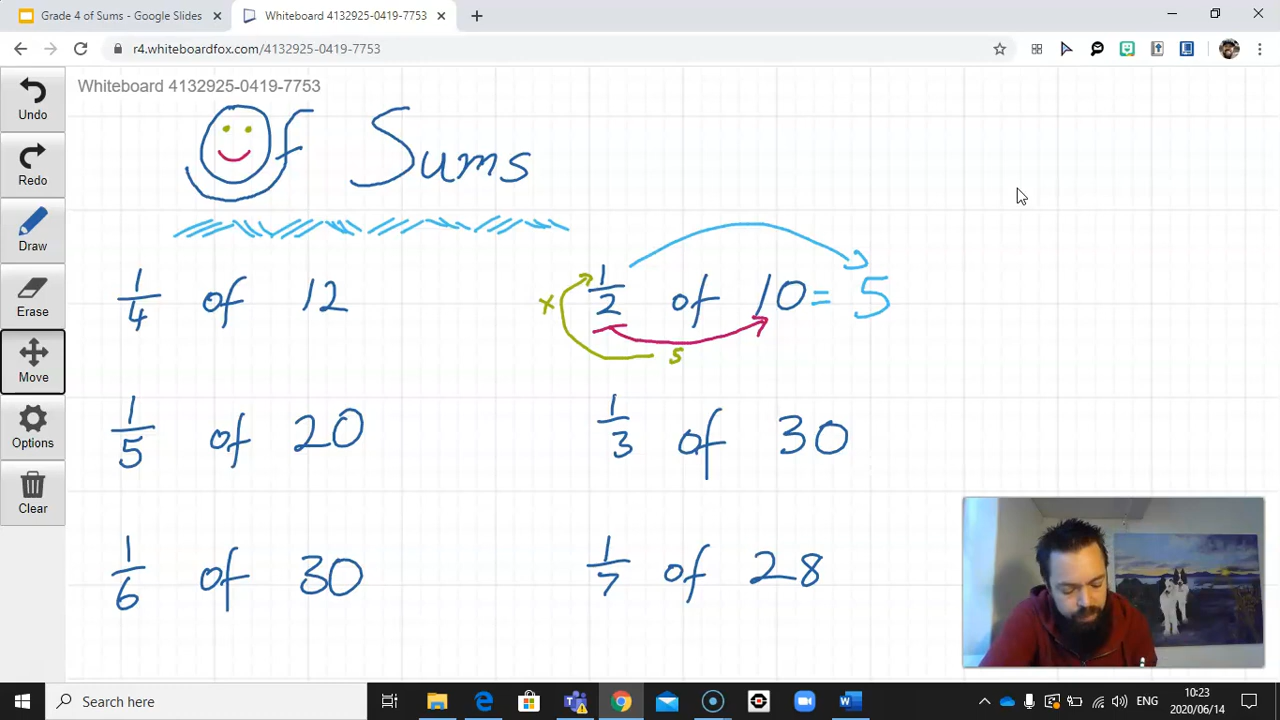 Grade 4 of Sums - Google Slides
Whiteboard 4132925-0419-7753
r4.whiteboardfox.com/4132925-0419-7753
Whiteboard 4132925-0419-7753
Undo
Redo
Draw
Erase
Move
Options
Clear
Of Sums
1/4 of 12
x 1/2 of 10 = 5
5
1/5 of 20
1/3 of 30
1/6 of 30
1/7 of 28
Search here
ENG
10:23
2020/06/14